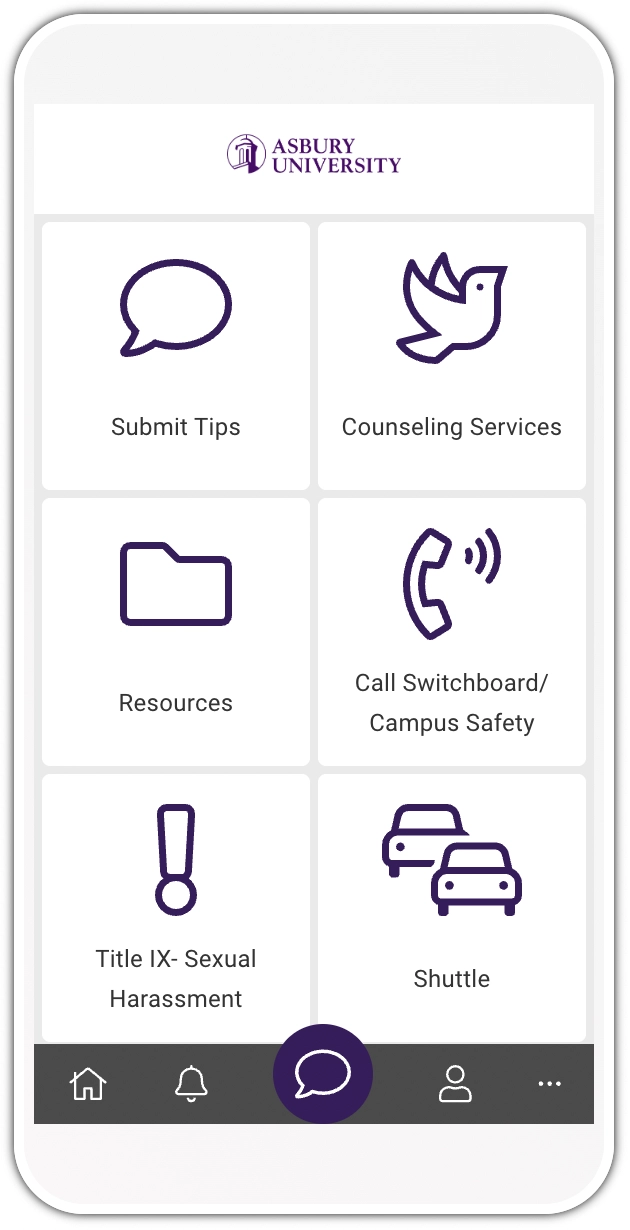 ASBURY
UNIVERSITY
Submit Tips
Counseling Services
Resources
Call Switchboard/
Campus Safety
Title IX- Sexual
Harassment
Shuttle